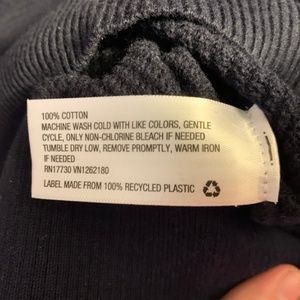 100% COTTON
MACHINE WASH COLD WITH LIKE COLORS, GENTLE
CYCLE, ONLY NON-CHLORINE BLEACH IF NEEDED
TUMBLE DRY LOW, REMOVE PROMPTLY, WARM IRON
IF NEEDED
RN17730 VN1262180
LABEL MADE FROM 100% RECYCLED PLASTIC